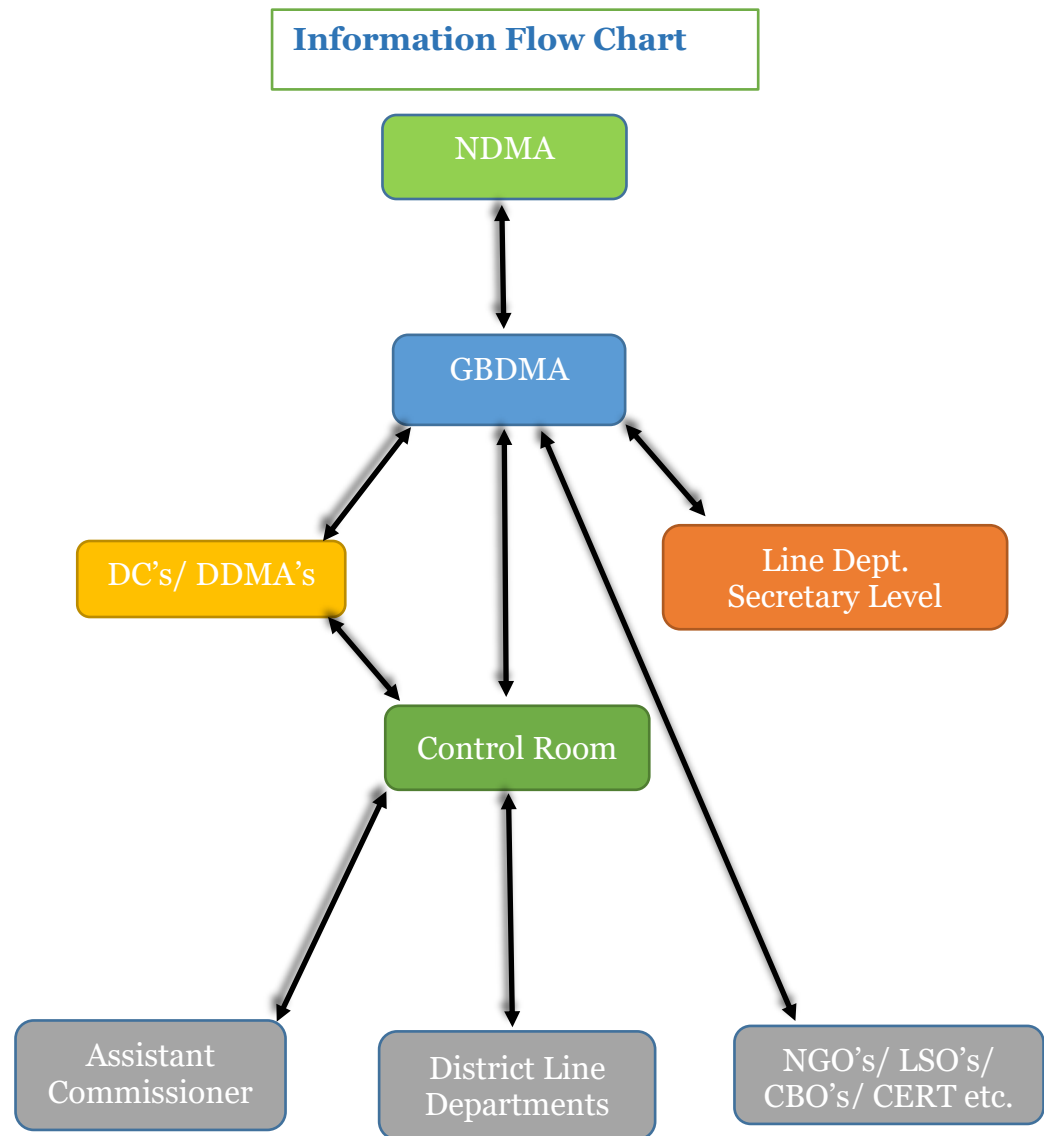 Information Flow Chart
NDMA
GBDMA
DC’s/ DDMA’s
Line Dept.
Secretary Level
Control Room
Assistant
Commissioner
District Line
Departments
NGO’s/ LSO’s/
CBO’s/ CERT etc.